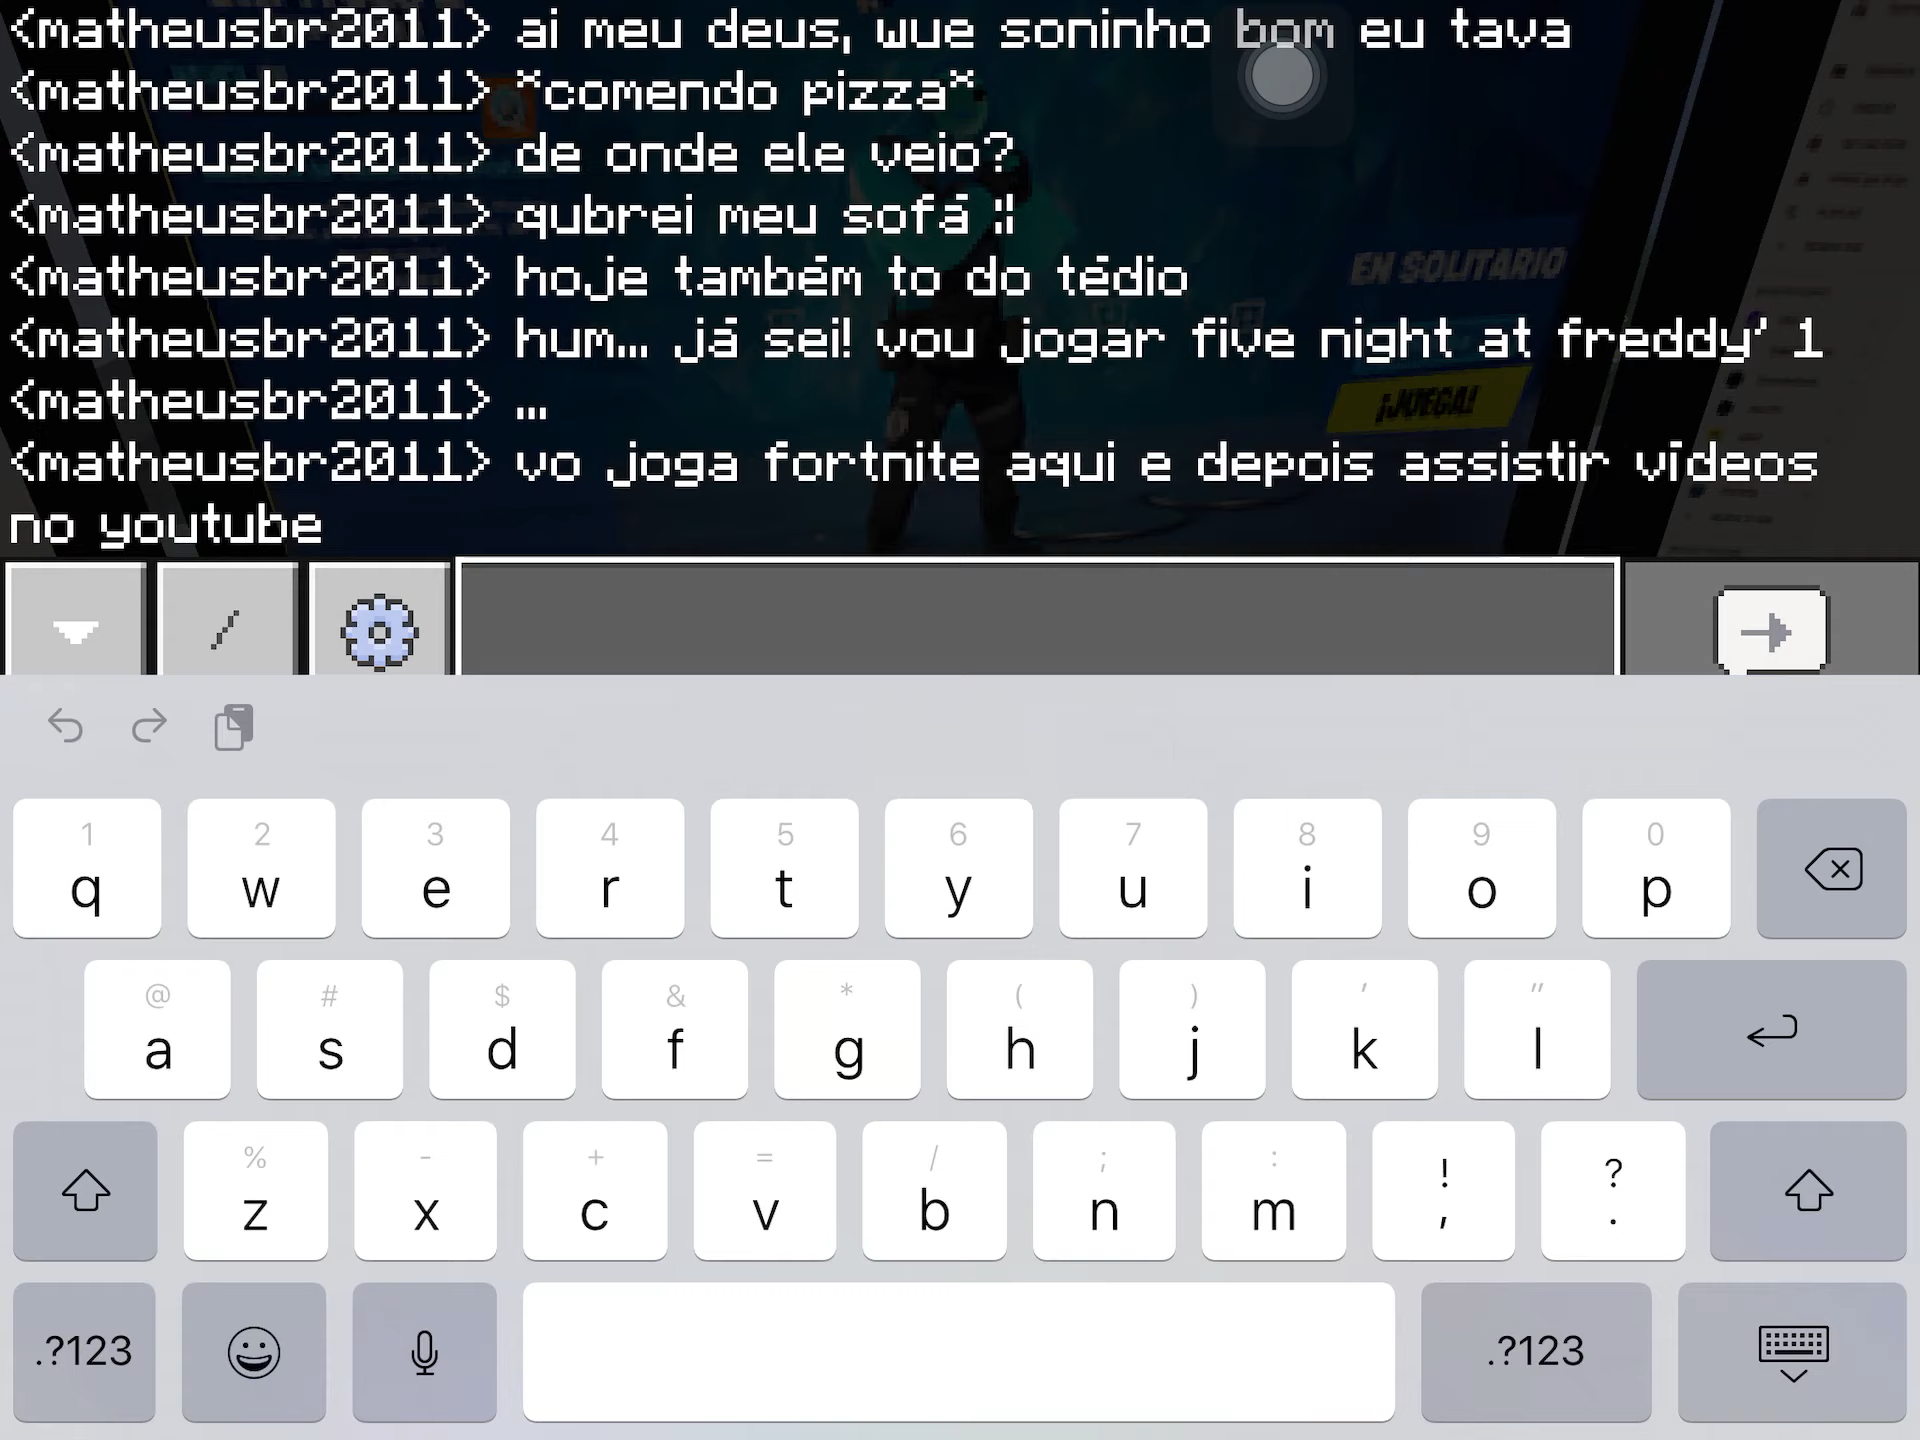 <matheusbr2011> ai meu deus, wue soninho bom eu tava
<matheusbr2011> *comendo pizza*
<matheusbr2011> de onde ele veio?
<matheusbr2011> qubrei meu sofá :|
<matheusbr2011> hoje também to do tédio
EN SOLITARIO
<matheusbr2011> hum... já sei! vou jogar five night at freddy' 1
<matheusbr2011> ...
¡JUEGA!
<matheusbr2011> vo joga fortnite aqui e depois assistir vídeos
no youtube
/
1 2 3 4 5 6 7 8 9 0
q w e r t y u i o p
@ # $ & * ( ) ' "
a s d f g h j k l
% - + = / ; : ! ?
z x c v b n m , .
.?123 .?123